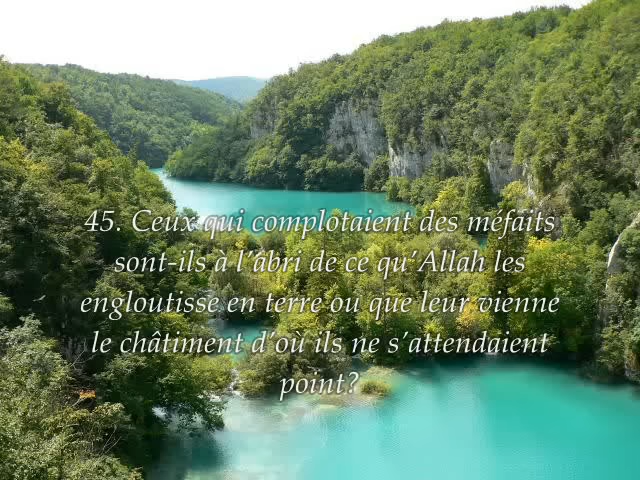 45. Ceux qui complotaient des méfaits
sont-ils à l’abri de ce qu’Allah les
engloutisse en terre ou que leur vienne
le châtiment d’où ils ne s’attendaient
point?